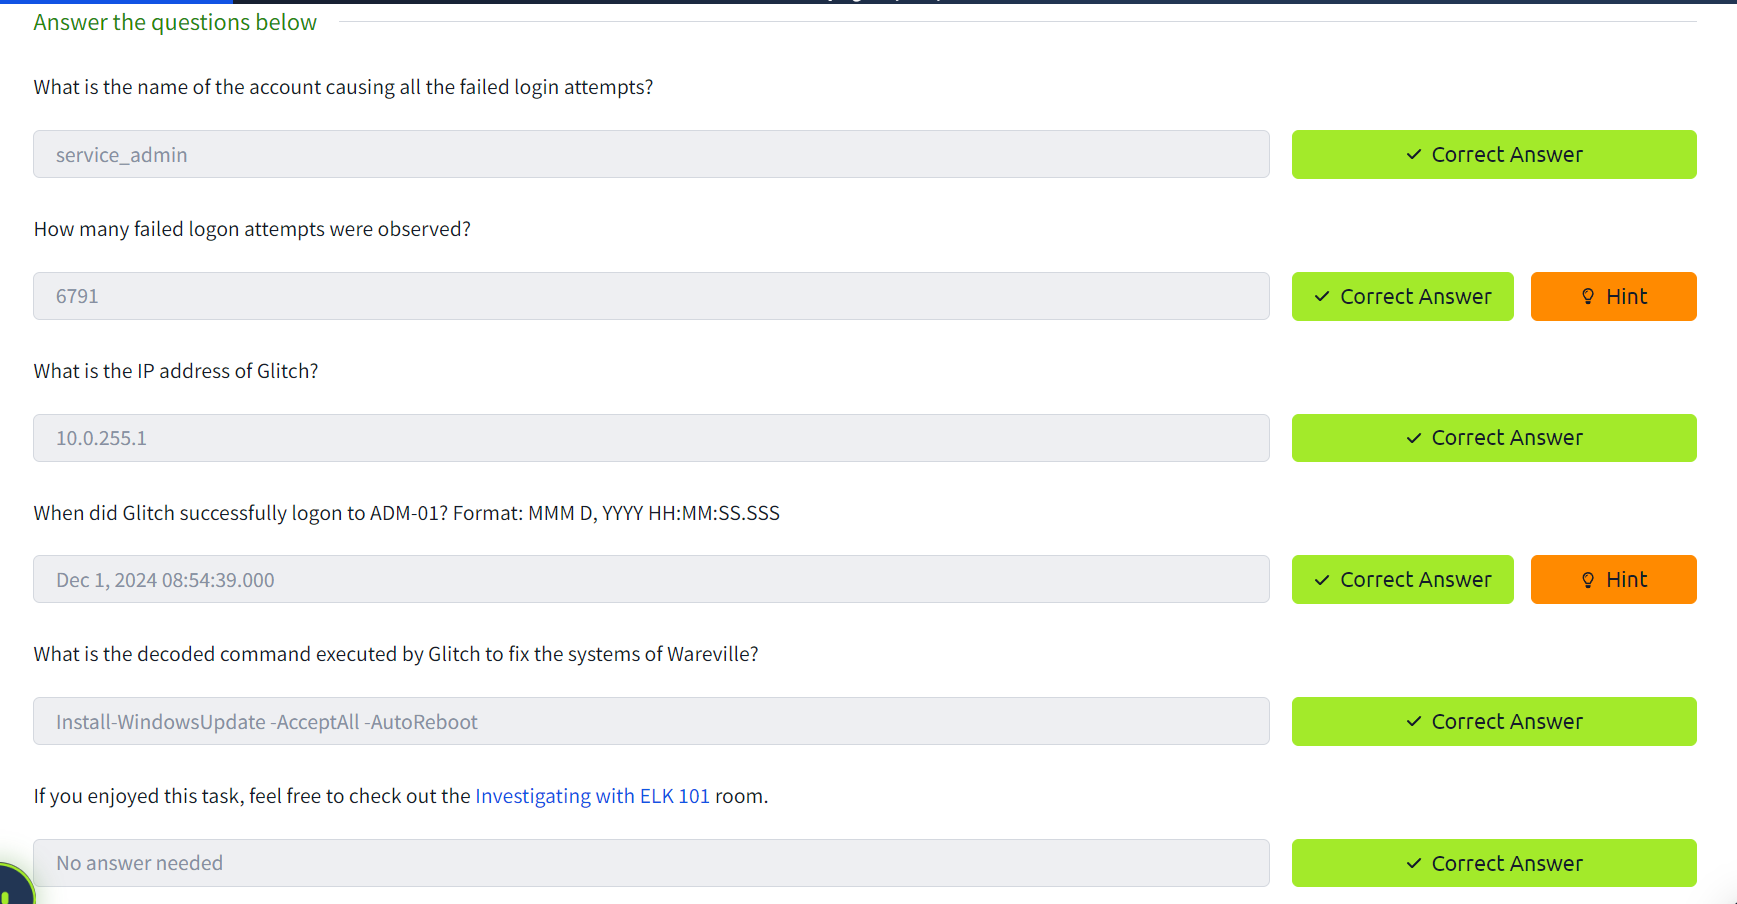 Answer the questions below
What is the name of the account causing all the failed login attempts?
service_admin
Correct Answer
How many failed logon attempts were observed?
6791
Correct Answer
Hint
What is the IP address of Glitch?
10.0.255.1
Correct Answer
When did Glitch successfully logon to ADM-01? Format: MMM D, YYYY HH:MM:SS.SSS
Dec 1, 2024 08:54:39.000
Correct Answer
Hint
What is the decoded command executed by Glitch to fix the systems of Wareville?
Install-WindowsUpdate -AcceptAll -AutoReboot
Correct Answer
If you enjoyed this task, feel free to check out the Investigating with ELK 101 room.
No answer needed
Correct Answer